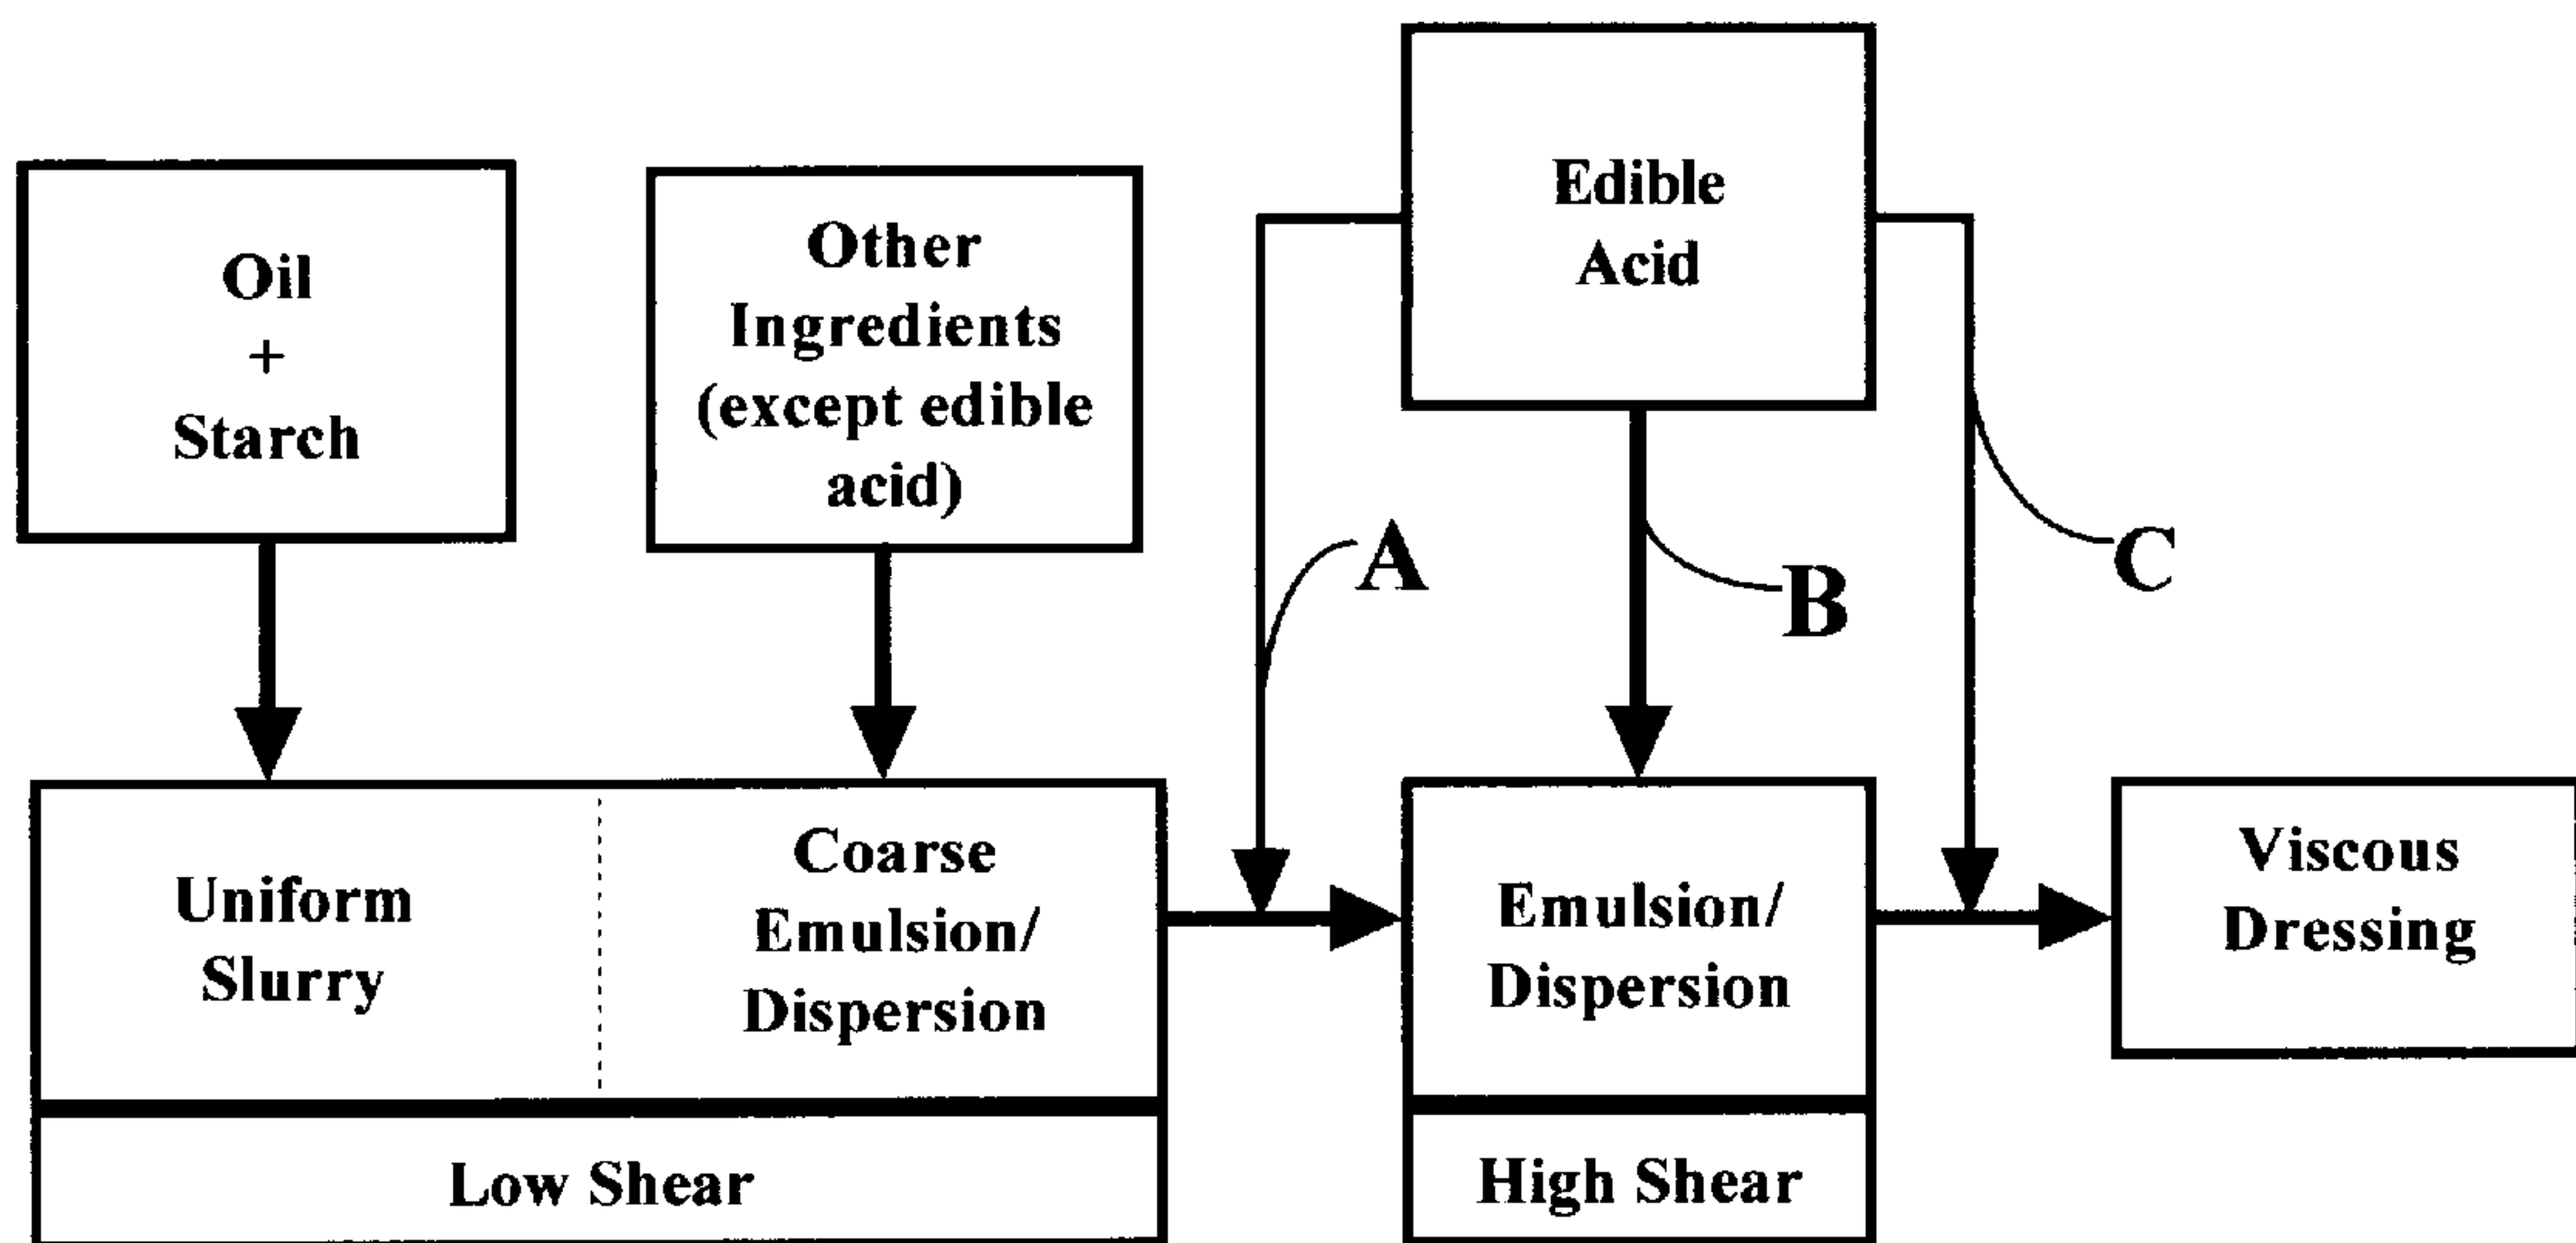 Oil
+
Starch
Other
Ingredients
(except edible
acid)
Edible
Acid
A
B
C
Uniform
Slurry
Coarse
Emulsion/
Dispersion
Low Shear
Emulsion/
Dispersion
High Shear
Viscous
Dressing